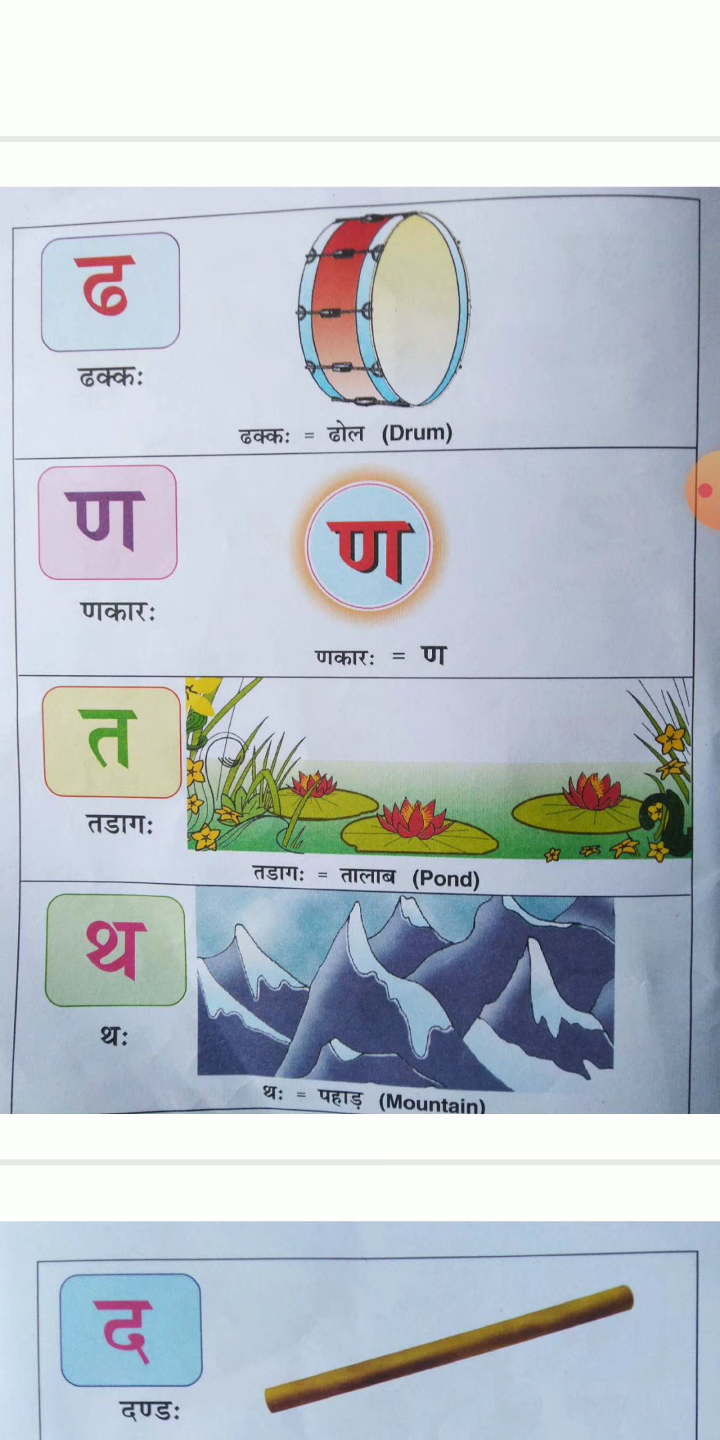 ढ
ढक्कः
ढक्कः = ढोल (Drum)
ण
णकारः
ण
णकारः = ण
त
तडागः
तडागः = तालाब (Pond)
थ
थः
थः = पहाड़ (Mountain)
द
दण्डः